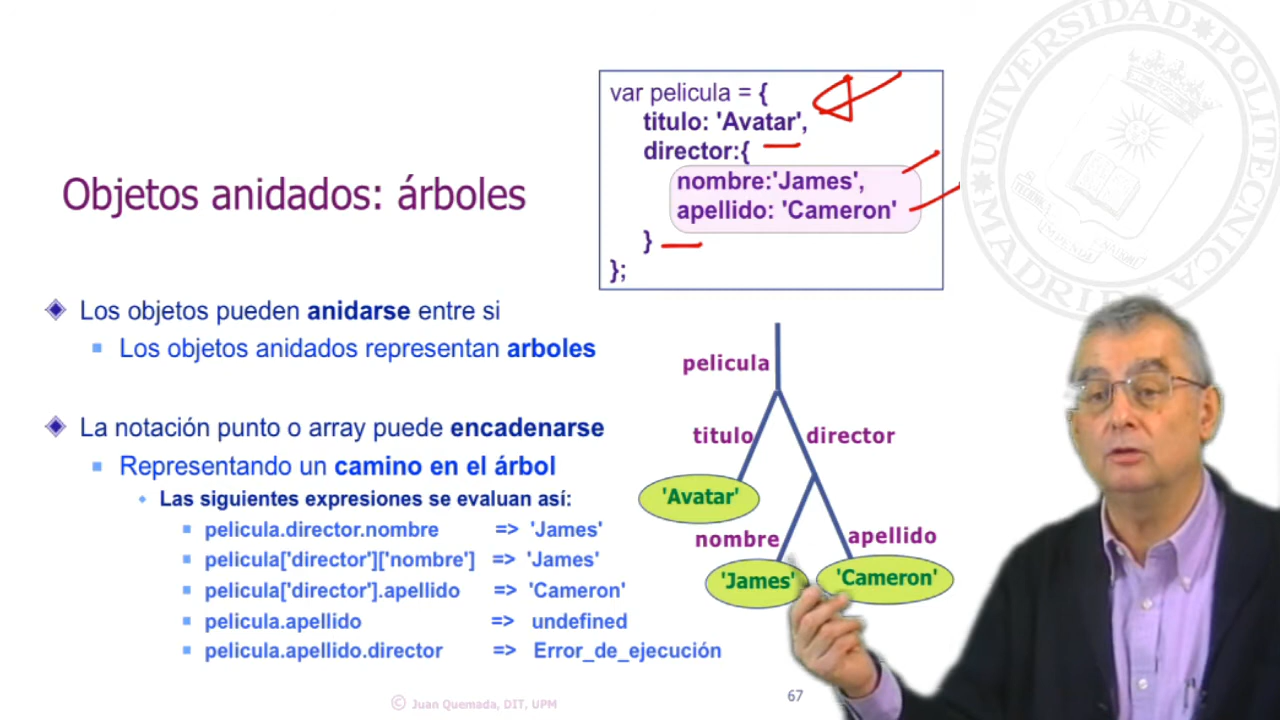 UNIVERSIDAD POLITÉCNICA
MADRID
var pelicula = {
titulo: 'Avatar',
director:{
nombre:'James',
apellido: 'Cameron'
}
};
Objetos anidados: árboles
Los objetos pueden anidarse entre si
Los objetos anidados representan arboles
La notación punto o array puede encadenarse
Representando un camino en el árbol
Las siguientes expresiones se evaluan así:
pelicula.director.nombre => 'James'
pelicula['director']['nombre'] => 'James'
pelicula['director'].apellido => 'Cameron'
pelicula.apellido => undefined
pelicula.apellido.director => Error_de_ejecución
pelicula
titulo director
'Avatar'
nombre apellido
'James' 'Cameron'
© Juan Quemada, DIT, UPM
67